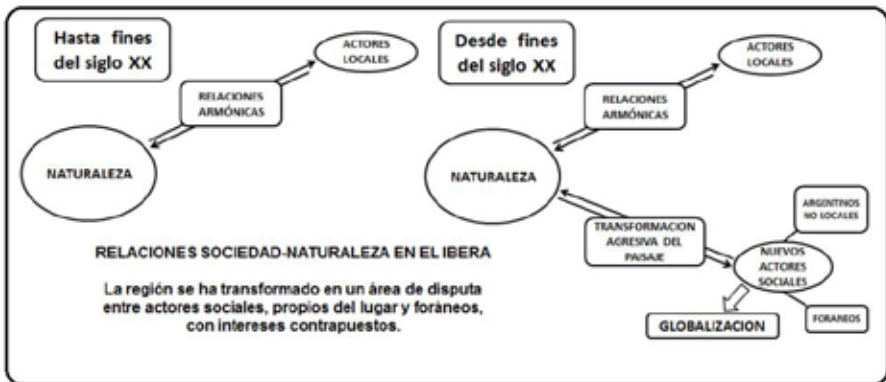 Hasta fines
del siglo XX
ACTORES
LOCALES
RELACIONES
ARMÓNICAS
NATURALEZA
Desde fines
del siglo XX
ACTORES
LOCALES
RELACIONES
ARMÓNICAS
NATURALEZA
TRANSFORMACION
AGRESIVA DEL
PAISAJE
ARGENTINOS
NO LOCALES
NUEVOS
ACTORES
SOCIALES
FORANEOS
GLOBALIZACION
RELACIONES SOCIEDAD-NATURALEZA EN EL IBERA
La región se ha transformado en un área de disputa
entre actores sociales, propios del lugar y foráneos,
con intereses contrapuestos.